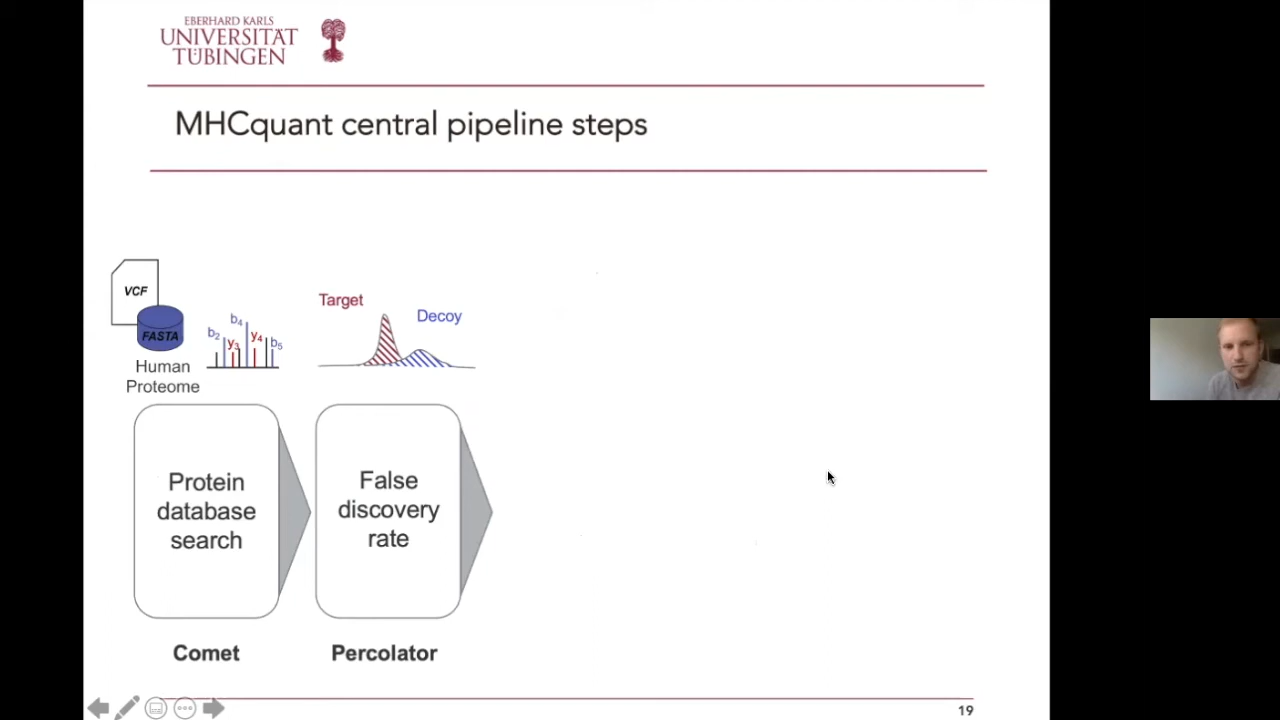 EBERHARD KARLS
UNIVERSITÄT
TÜBINGEN
MHCquant central pipeline steps
VCF
FASTA
Human
Proteome
b2
y3
b4
y4
b5
Target
Decoy
Protein
database
search
False
discovery
rate
Comet
Percolator
19